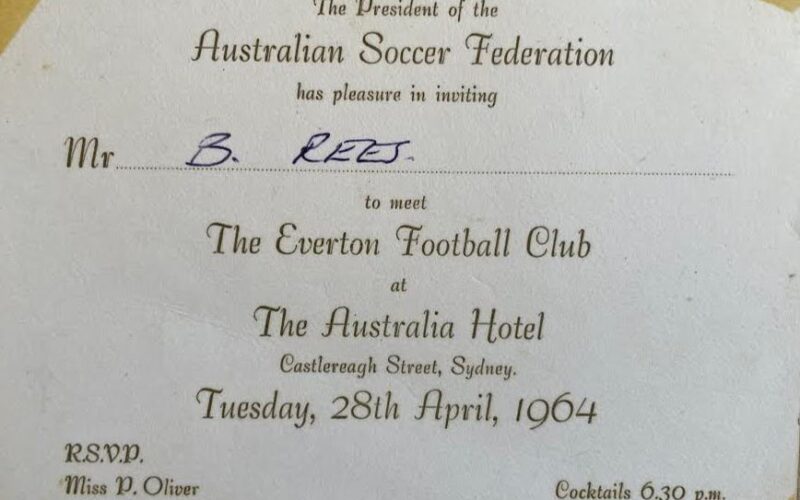 The President of the
Australian Soccer Federation
has pleasure in inviting
Mr B. REES.
to meet
The Everton Football Club
at
The Australia Hotel
Castlereagh Street, Sydney.
Tuesday, 28th April, 1964
R.S.V.P.
Miss P. Oliver
Cocktails 6.30 p.m.